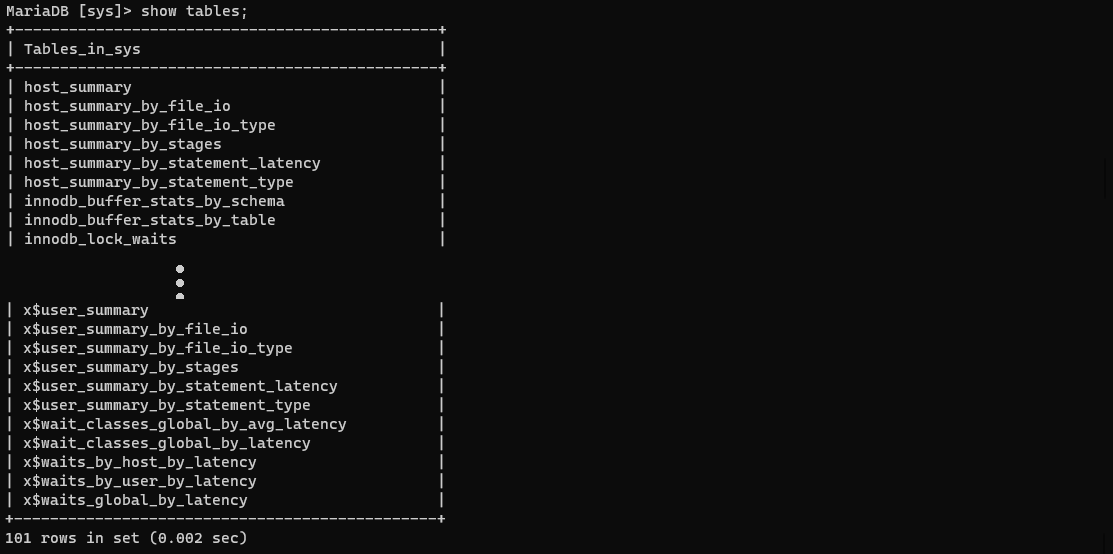 MariaDB [sys]> show tables;
+-----------------------------------------------+
| Tables_in_sys                                 |
+-----------------------------------------------+
| host_summary                                  |
| host_summary_by_file_io                       |
| host_summary_by_file_io_type                  |
| host_summary_by_stages                        |
| host_summary_by_statement_latency             |
| host_summary_by_statement_type                |
| innodb_buffer_stats_by_schema                 |
| innodb_buffer_stats_by_table                  |
| innodb_lock_waits                             |
| x$user_summary                                |
| x$user_summary_by_file_io                     |
| x$user_summary_by_file_io_type                |
| x$user_summary_by_stages                      |
| x$user_summary_by_statement_latency           |
| x$user_summary_by_statement_type              |
| x$wait_classes_global_by_avg_latency          |
| x$wait_classes_global_by_latency              |
| x$waits_by_host_by_latency                    |
| x$waits_by_user_by_latency                    |
| x$waits_global_by_latency                     |
+-----------------------------------------------+
101 rows in set (0.002 sec)